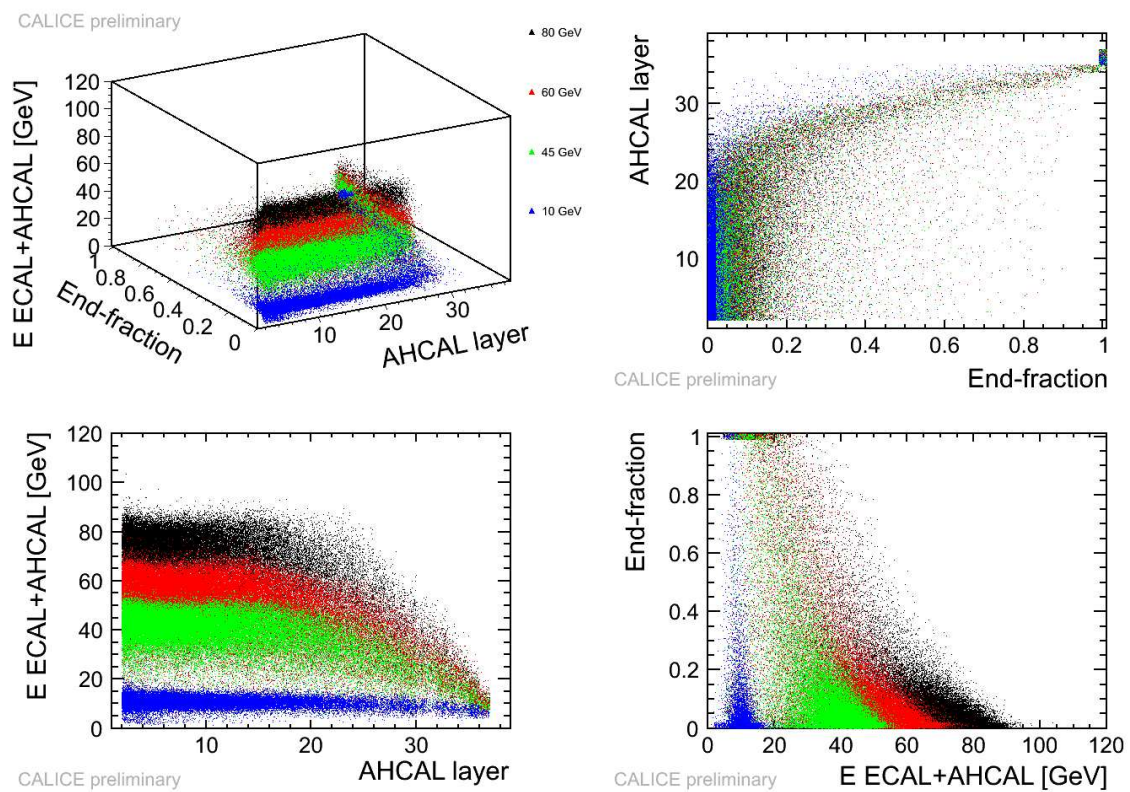 CALICE preliminary
E ECAL+AHCAL [GeV]
120
100
80
60
40
20
0
1
0.8
0.6
0.4
0.2
0
End-fraction
10
20
30
AHCAL layer
80 GeV
60 GeV
45 GeV
10 GeV
AHCAL layer
30
20
10
0 0.2 0.4 0.6 0.8 1
CALICE preliminary
End-fraction
E ECAL+AHCAL [GeV]
120
100
80
60
40
20
0
10 20 30
AHCAL layer
CALICE preliminary
End-fraction
1
0.8
0.6
0.4
0.2
0
0 20 40 60 80 100 120
CALICE preliminary
E ECAL+AHCAL [GeV]